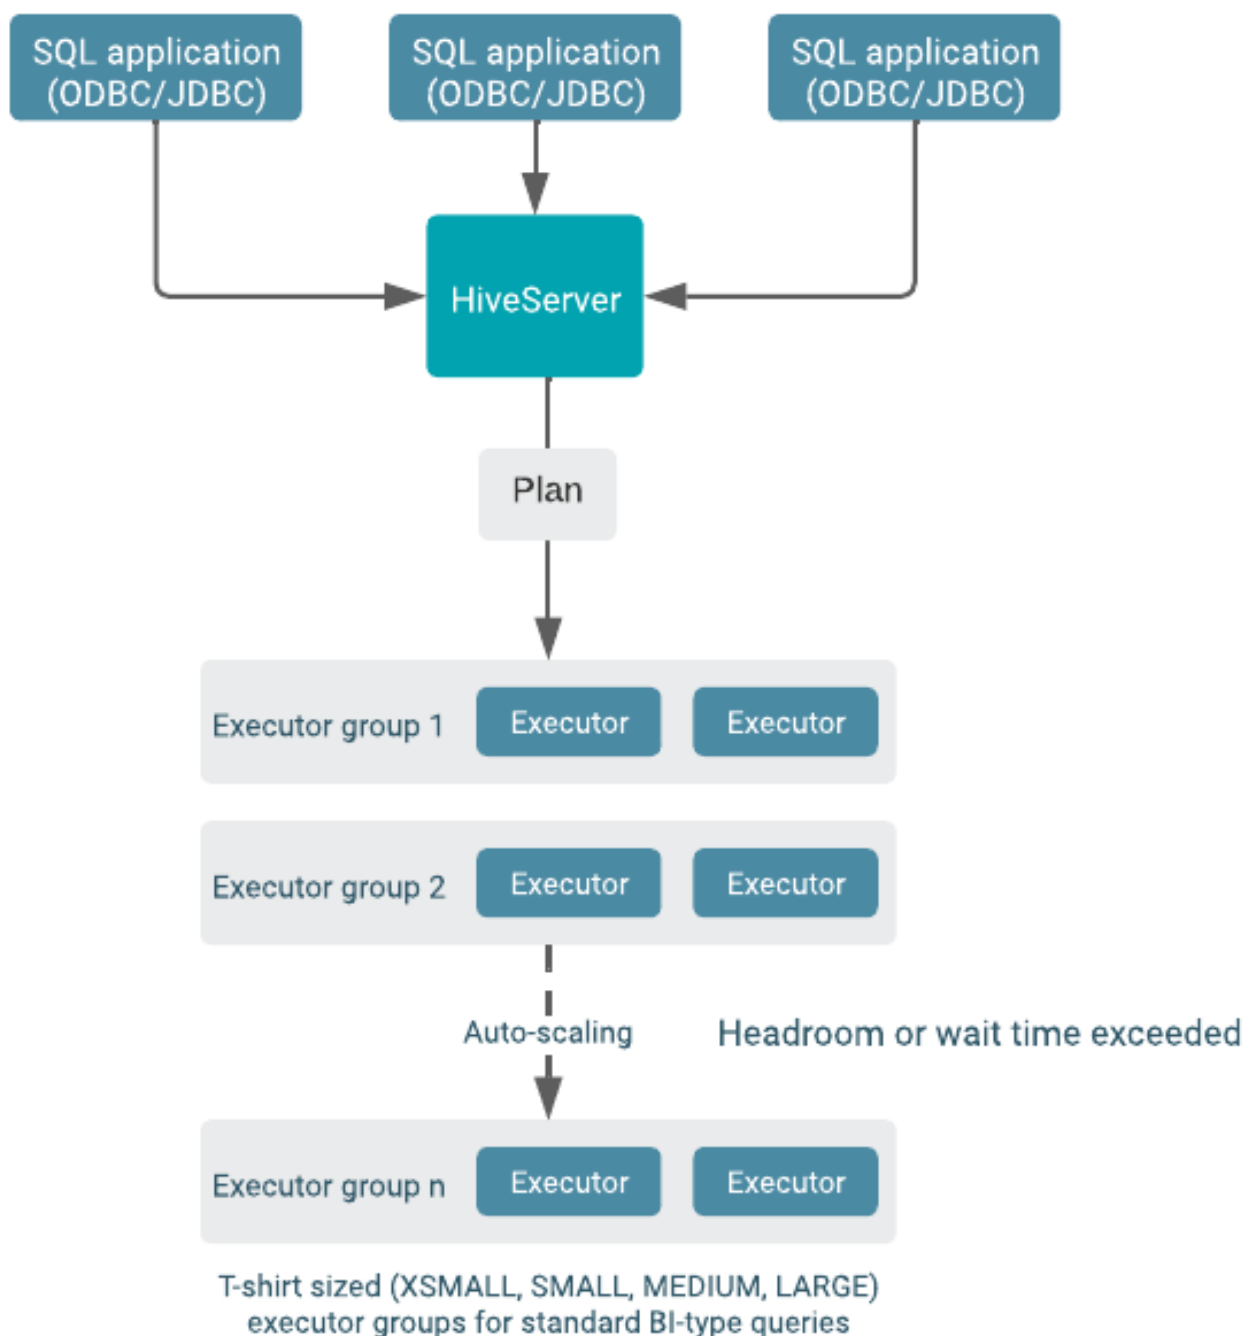 SQL application
(ODBC/JDBC)
SQL application
(ODBC/JDBC)
SQL application
(ODBC/JDBC)
HiveServer
Plan
Executor group 1
Executor
Executor
Executor group 2
Executor
Executor
Auto-scaling
Headroom or wait time exceeded
Executor group n
Executor
Executor
T-shirt sized (XSMALL, SMALL, MEDIUM, LARGE)
executor groups for standard BI-type queries